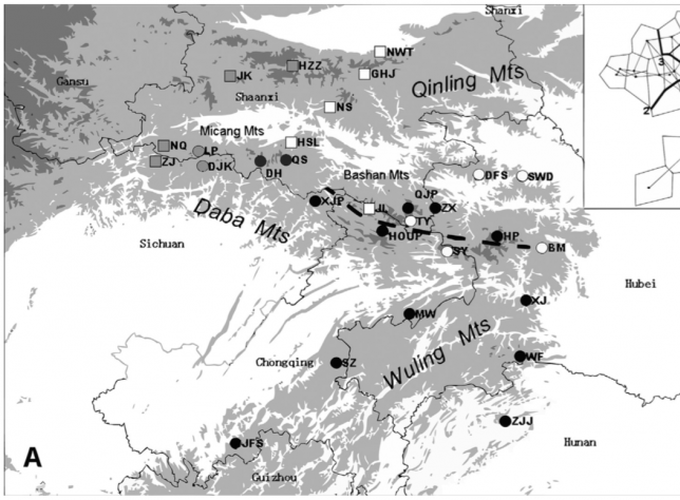 Shanxi
NWT
HZZ
GHJ
JK
Gansu
Qinling Mts
Shaanxi
NS
3
2
Micang Mts
NQ
LP
HSL
ZJ
DJK
DH
QS
Bashan Mts
DFS
SWD
QJP
XJP
JL
ZX
TY
Daba Mts
HOUP
HP
Sichuan
SY
BM
Hubei
XJ
MW
Wuling Mts
WF
Chongqing
SZ
ZJJ
JFS
Hunan
A
Guizhou